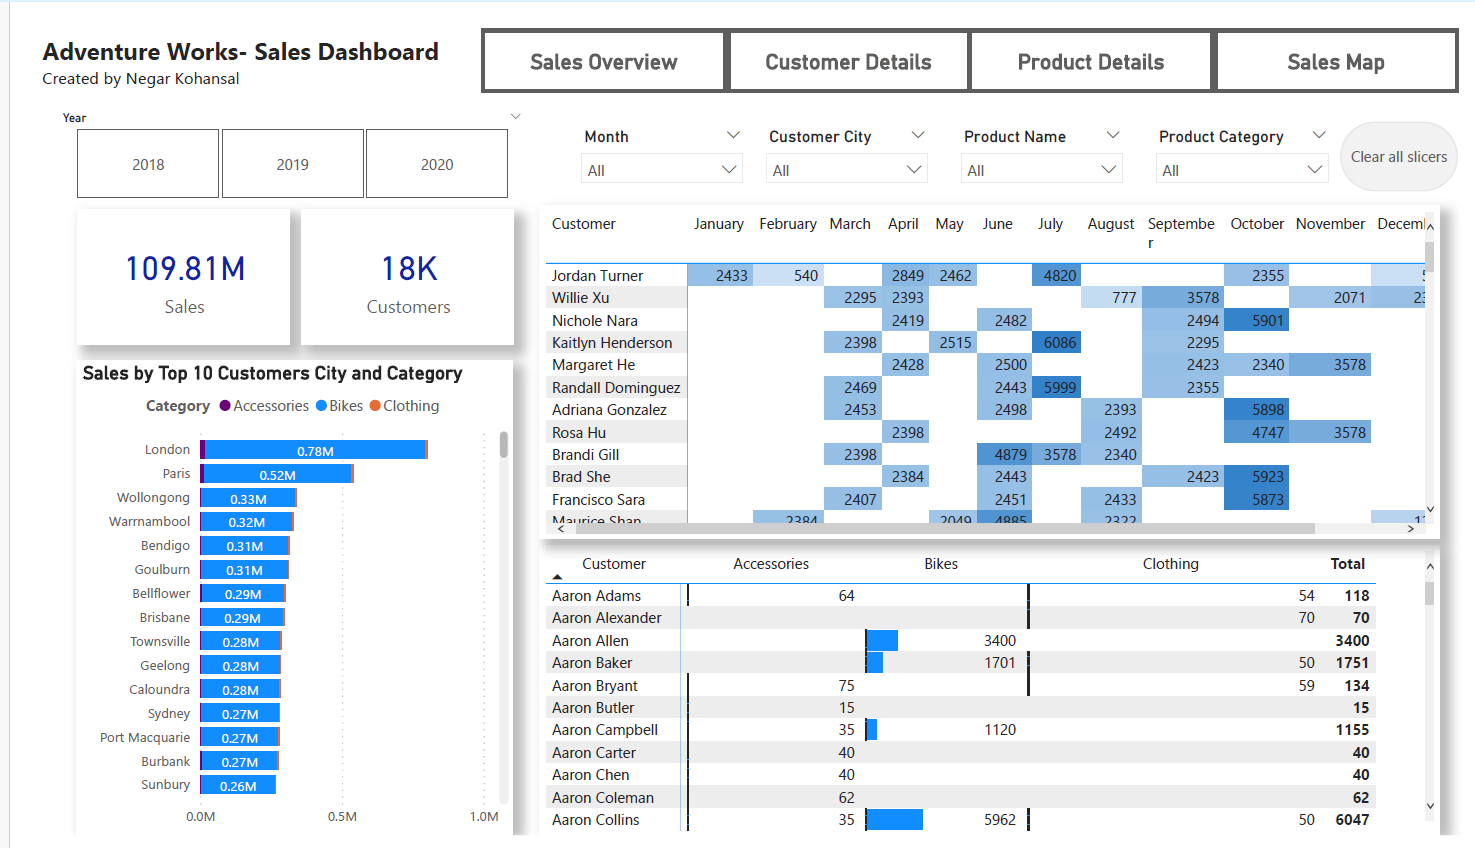 Adventure Works- Sales Dashboard
Created by Negar Kohansal
Sales Overview Customer Details Product Details Sales Map
Year
2018 2019 2020
Month Customer City Product Name Product Category
All All All All
Clear all slicers
109.81M
Sales
18K
Customers
Sales by Top 10 Customers City and Category
Category Accessories Bikes Clothing
London 0.78M
Paris 0.52M
Wollongong 0.33M
Warrnambool 0.32M
Bendigo 0.31M
Goulburn 0.31M
Bellflower 0.29M
Brisbane 0.29M
Townsville 0.28M
Geelong 0.28M
Caloundra 0.28M
Sydney 0.27M
Port Macquarie 0.27M
Burbank 0.27M
Sunbury 0.26M
0.0M 0.5M 1.0M
Customer January February March April May June July August Septembe October November Decem
r
Jordan Turner 2433 540 2849 2462 4820 2355
Willie Xu 2295 2393 777 3578 2071 23
Nichole Nara 2419 2482 2494 5901
Kaitlyn Henderson 2398 2515 6086 2295
Margaret He 2428 2500 2423 2340 3578
Randall Dominguez 2469 2443 5999 2355
Adriana Gonzalez 2453 2498 2393 5898
Rosa Hu 2398 2492 4747 3578
Brandi Gill 2398 4879 3578 2340
Brad She 2384 2443 2423 5923
Francisco Sara 2407 2451 2433 5873
Maurice Shan 2384 2049 4885 2322
Customer Accessories Bikes Clothing Total
Aaron Adams 64 54 118
Aaron Alexander 70 70
Aaron Allen 3400 3400
Aaron Baker 1701 50 1751
Aaron Bryant 75 59 134
Aaron Butler 15 15
Aaron Campbell 35 1120 1155
Aaron Carter 40 40
Aaron Chen 40 40
Aaron Coleman 62 62
Aaron Collins 35 5962 50 6047